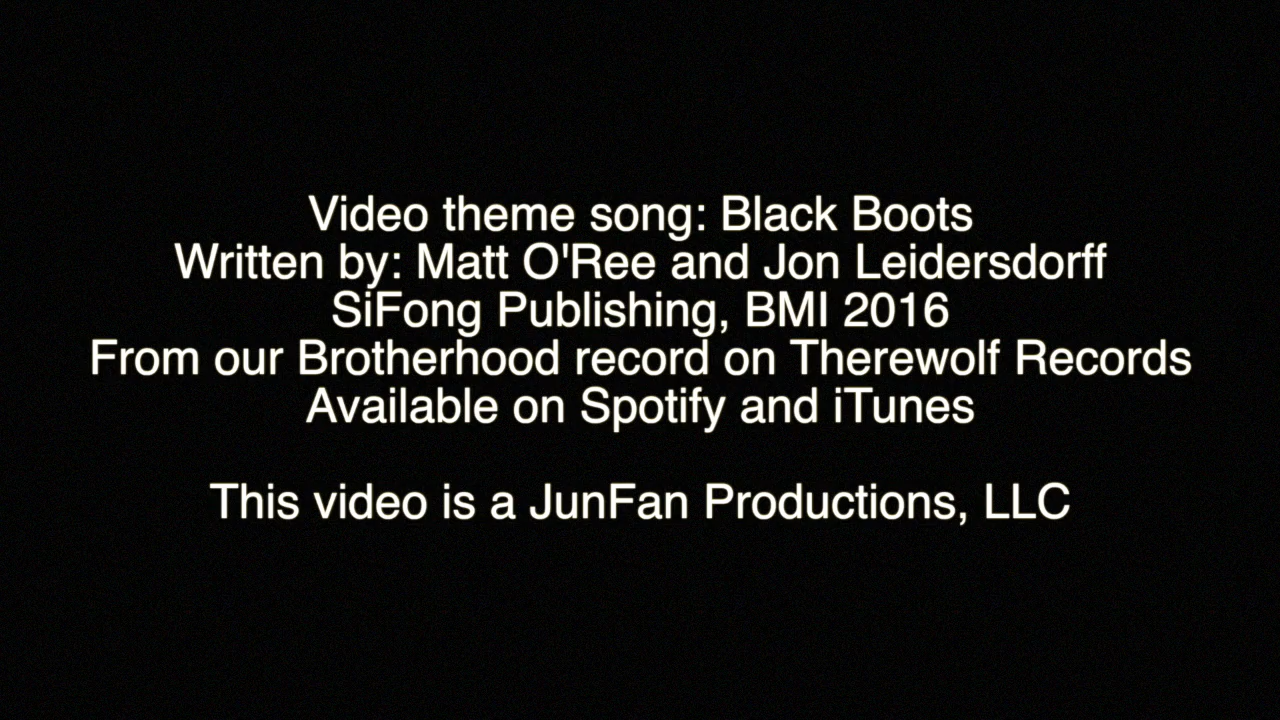 Video theme song: Black Boots
Written by: Matt O'Ree and Jon Leidersdorff
SiFong Publishing, BMI 2016
From our Brotherhood record on Therewolf Records
Available on Spotify and iTunes
This video is a JunFan Productions, LLC